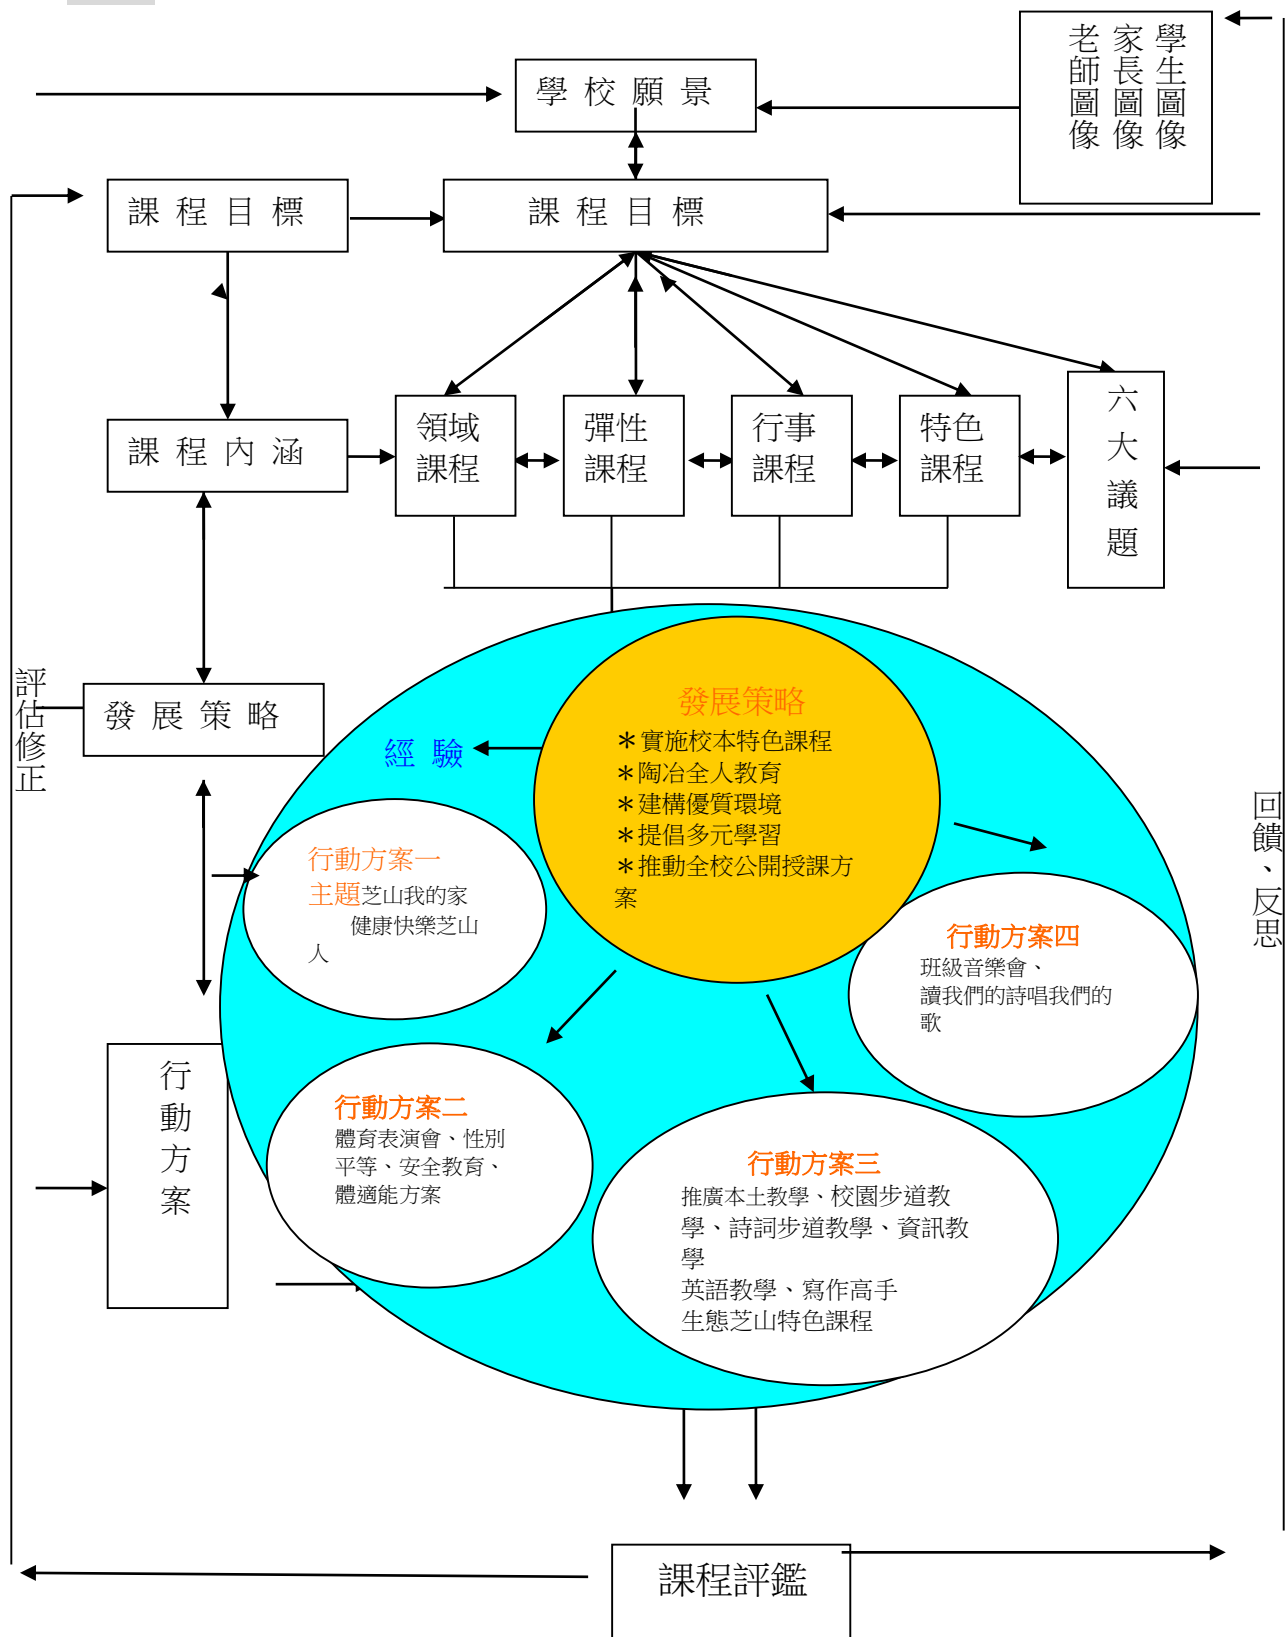 學生圖像
家長圖像
老師圖像
學校願景
課程目標
課程目標
課程內涵
領域
課程
彈性
課程
行事
課程
特色
課程
六大議題
評估修正
發展策略
經驗
發展策略
＊實施校本特色課程
＊陶冶全人教育
＊建構優質環境
＊提倡多元學習
＊推動全校公開授課方
案
回饋、反思
行動方案一
主題芝山我的家
健康快樂芝山
人
行動方案四
班級音樂會、
讀我們的詩唱我們的
歌
行動方案
行動方案二
體育表演會、性別
平等、安全教育、
體適能方案
行動方案三
推廣本土教學、校園步道教
學、詩詞步道教學、資訊教
學
英語教學、寫作高手
生態芝山特色課程
課程評鑑